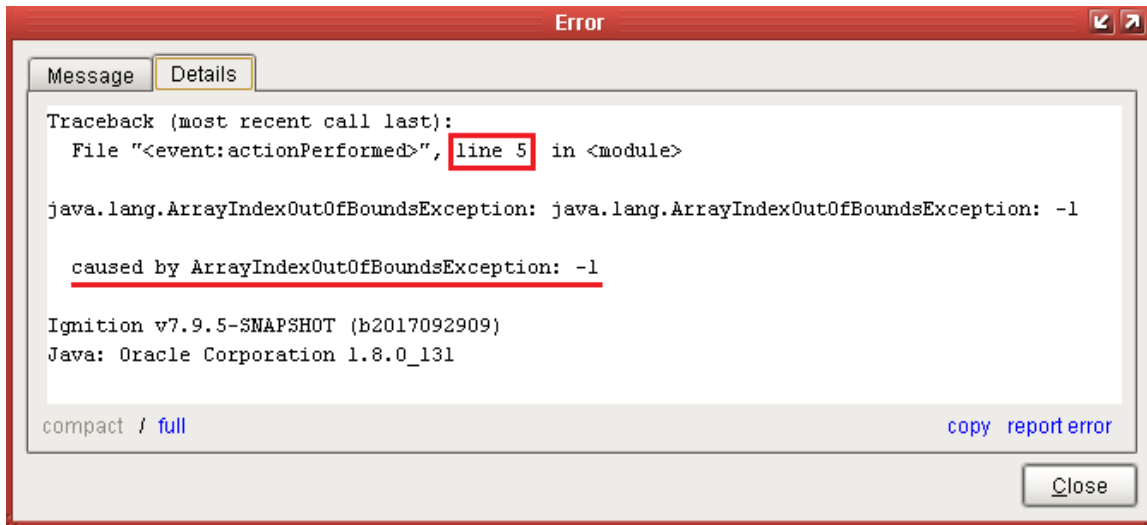 Error
Message
Details
Traceback (most recent call last):
File "<event:actionPerformed>", line 5 in <module>
java.lang.ArrayIndexOutOfBoundsException: java.lang.ArrayIndexOutOfBoundsException: -1
caused by ArrayIndexOutOfBoundsException: -1
Ignition v7.9.5-SNAPSHOT (b2017092909)
Java: Oracle Corporation 1.8.0_131
compact / full
copy report error
Close